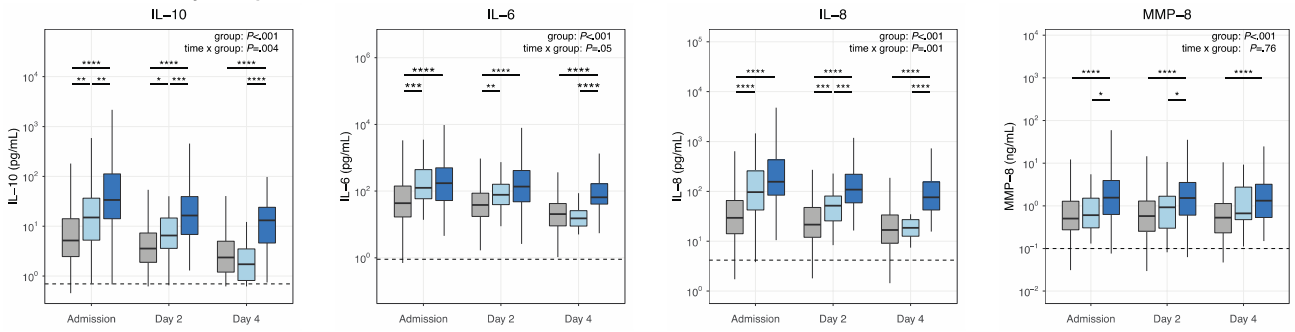 IL–10
group: P<.001
time x group: P=.004
**** **** ****
** ** * *** ****
10⁴
10³
10²
10¹
10⁰
IL–10 (pg/mL)
Admission Day 2 Day 4
IL–6
group: P<.001
time x group: P=.05
**** **** ****
*** ** ****
10⁶
10⁴
10²
10⁰
IL–6 (pg/mL)
Admission Day 2 Day 4
IL–8
group: P<.001
time x group: P=.001
**** **** ****
**** *** *** ****
10⁵
10⁴
10³
10²
10¹
10⁰
IL–8 (pg/mL)
Admission Day 2 Day 4
MMP–8
group: P<.001
time x group: P=.76
**** **** ****
* *
10⁴
10³
10²
10¹
10⁰
10⁻¹
10⁻²
MMP–8 (ng/mL)
Admission Day 2 Day 4